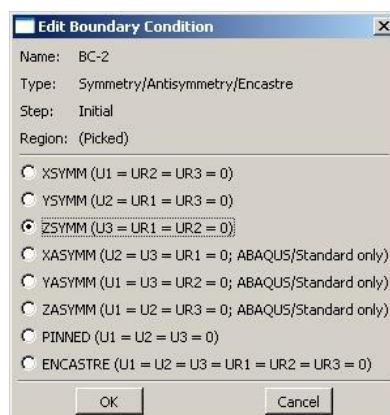 Edit Boundary Condition
Name: BC-2
Type: Symmetry/Antisymmetry/Encastre
Step: Initial
Region: (Picked)
XSYMM (U1 = UR2 = UR3 = 0)
YSYMM (U2 = UR1 = UR3 = 0)
ZSYMM (U3 = UR1 = UR2 = 0)
XASYMM (U2 = U3 = UR1 = 0; ABAQUS/Standard only)
YASYMM (U1 = U3 = UR2 = 0; ABAQUS/Standard only)
ZASYMM (U1 = U2 = UR3 = 0; ABAQUS/Standard only)
PINNED (U1 = U2 = U3 = 0)
ENCASTRE (U1 = U2 = U3 = UR1 = UR2 = UR3 = 0)
OK Cancel